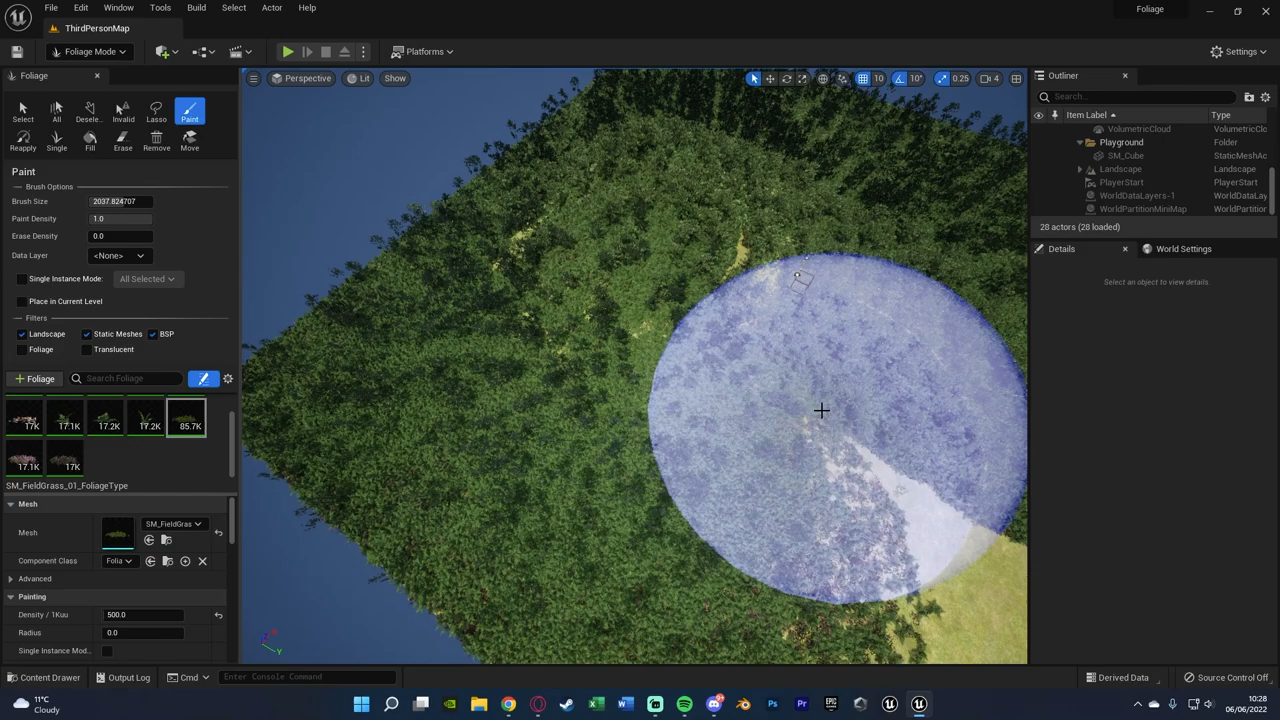 File Edit Window Tools Build Select Actor Help
Foliage
ThirdPersonMap
Foliage Mode Platforms Settings
Foliage
Perspective Lit Show 10 10° 0.25 4
Outliner
Select All Desele... Invalid Lasso Paint
Search...
Item Label Type
Reapply Single Fill Erase Remove Move
VolumetricCloud VolumetricClo
Playground Folder
SM_Cube StaticMeshAc
Landscape Landscape
PlayerStart PlayerStart
WorldDataLayers-1 WorldDataLay
WorldPartitionMiniMap WorldPartition
28 actors (28 loaded)
Paint
Brush Options
Brush Size 2037.824707
Paint Density 1.0
Erase Density 0.0
Data Layer <None>
Single Instance Mode: All Selected
Place in Current Level
Filters
Landscape Static Meshes BSP
Foliage Translucent
Details World Settings
Select an object to view details.
+ Foliage Search Foliage
17K 17.1K 17.2K 17.2K 85.7K
17.1K 17K
SM_FieldGrass_01_FoliageType
Mesh
Mesh SM_FieldGras
Component Class Folia
Advanced
Painting
Density / 1Kuu 500.0
Radius 0.0
Single Instance Mod...
X Y
Content Drawer Output Log Cmd Enter Console Command Derived Data Source Control Off
11°C
Cloudy
9+
10:28
06/06/2022